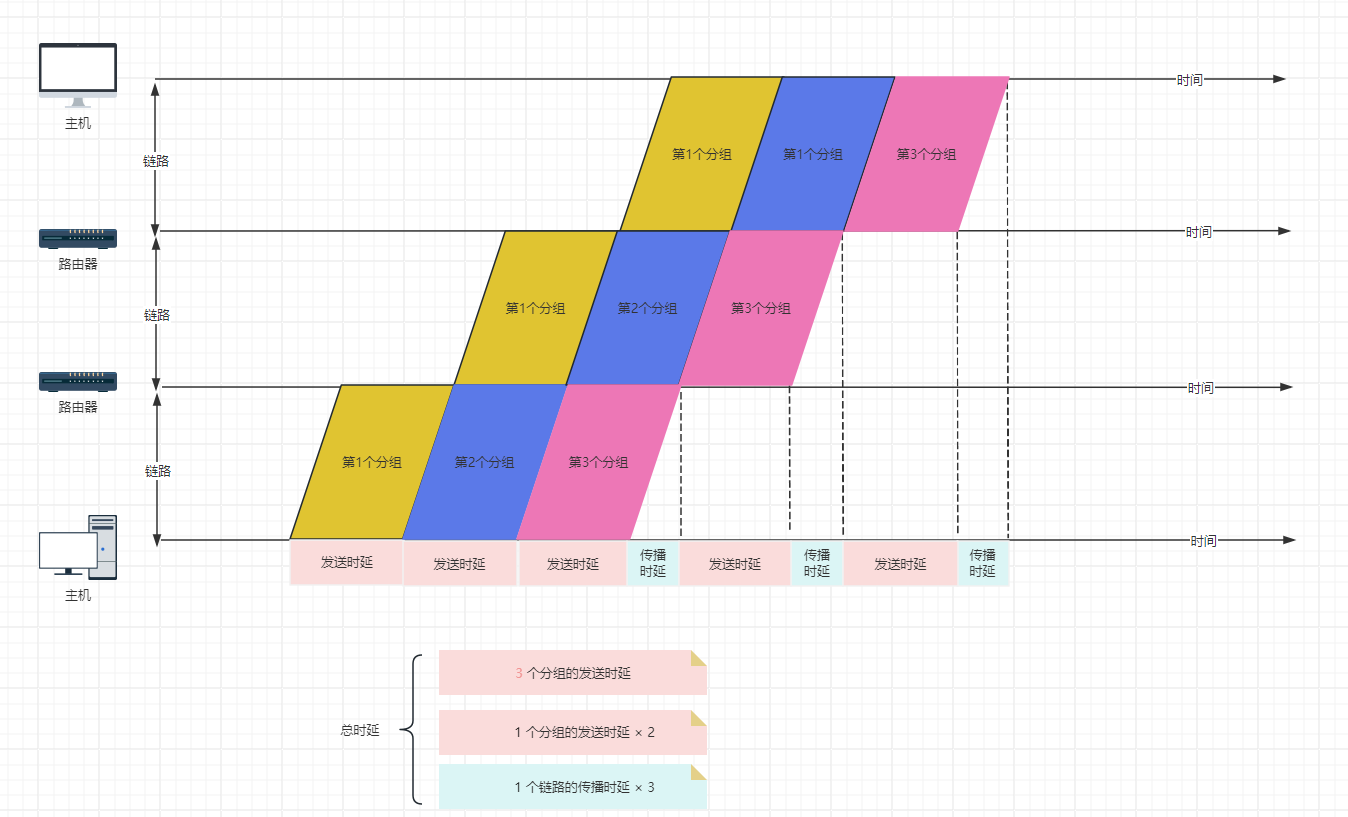 时间
主机
第1个分组
第1个分组
第3个分组
链路
时间
路由器
第1个分组
第2个分组
第3个分组
链路
时间
路由器
第1个分组
第2个分组
第3个分组
链路
时间
发送时延
发送时延
发送时延
传播
时延
发送时延
传播
时延
发送时延
传播
时延
主机
3 个分组的发送时延
总时延
1 个分组的发送时延 × 2
1 个链路的传播时延 × 3